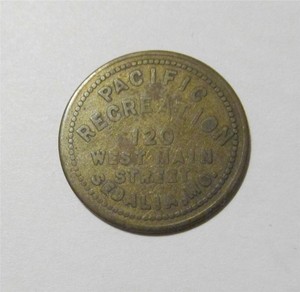 PACIFIC
RECREATION
120
WEST MAIN
STREET
SEDALIA, MO.